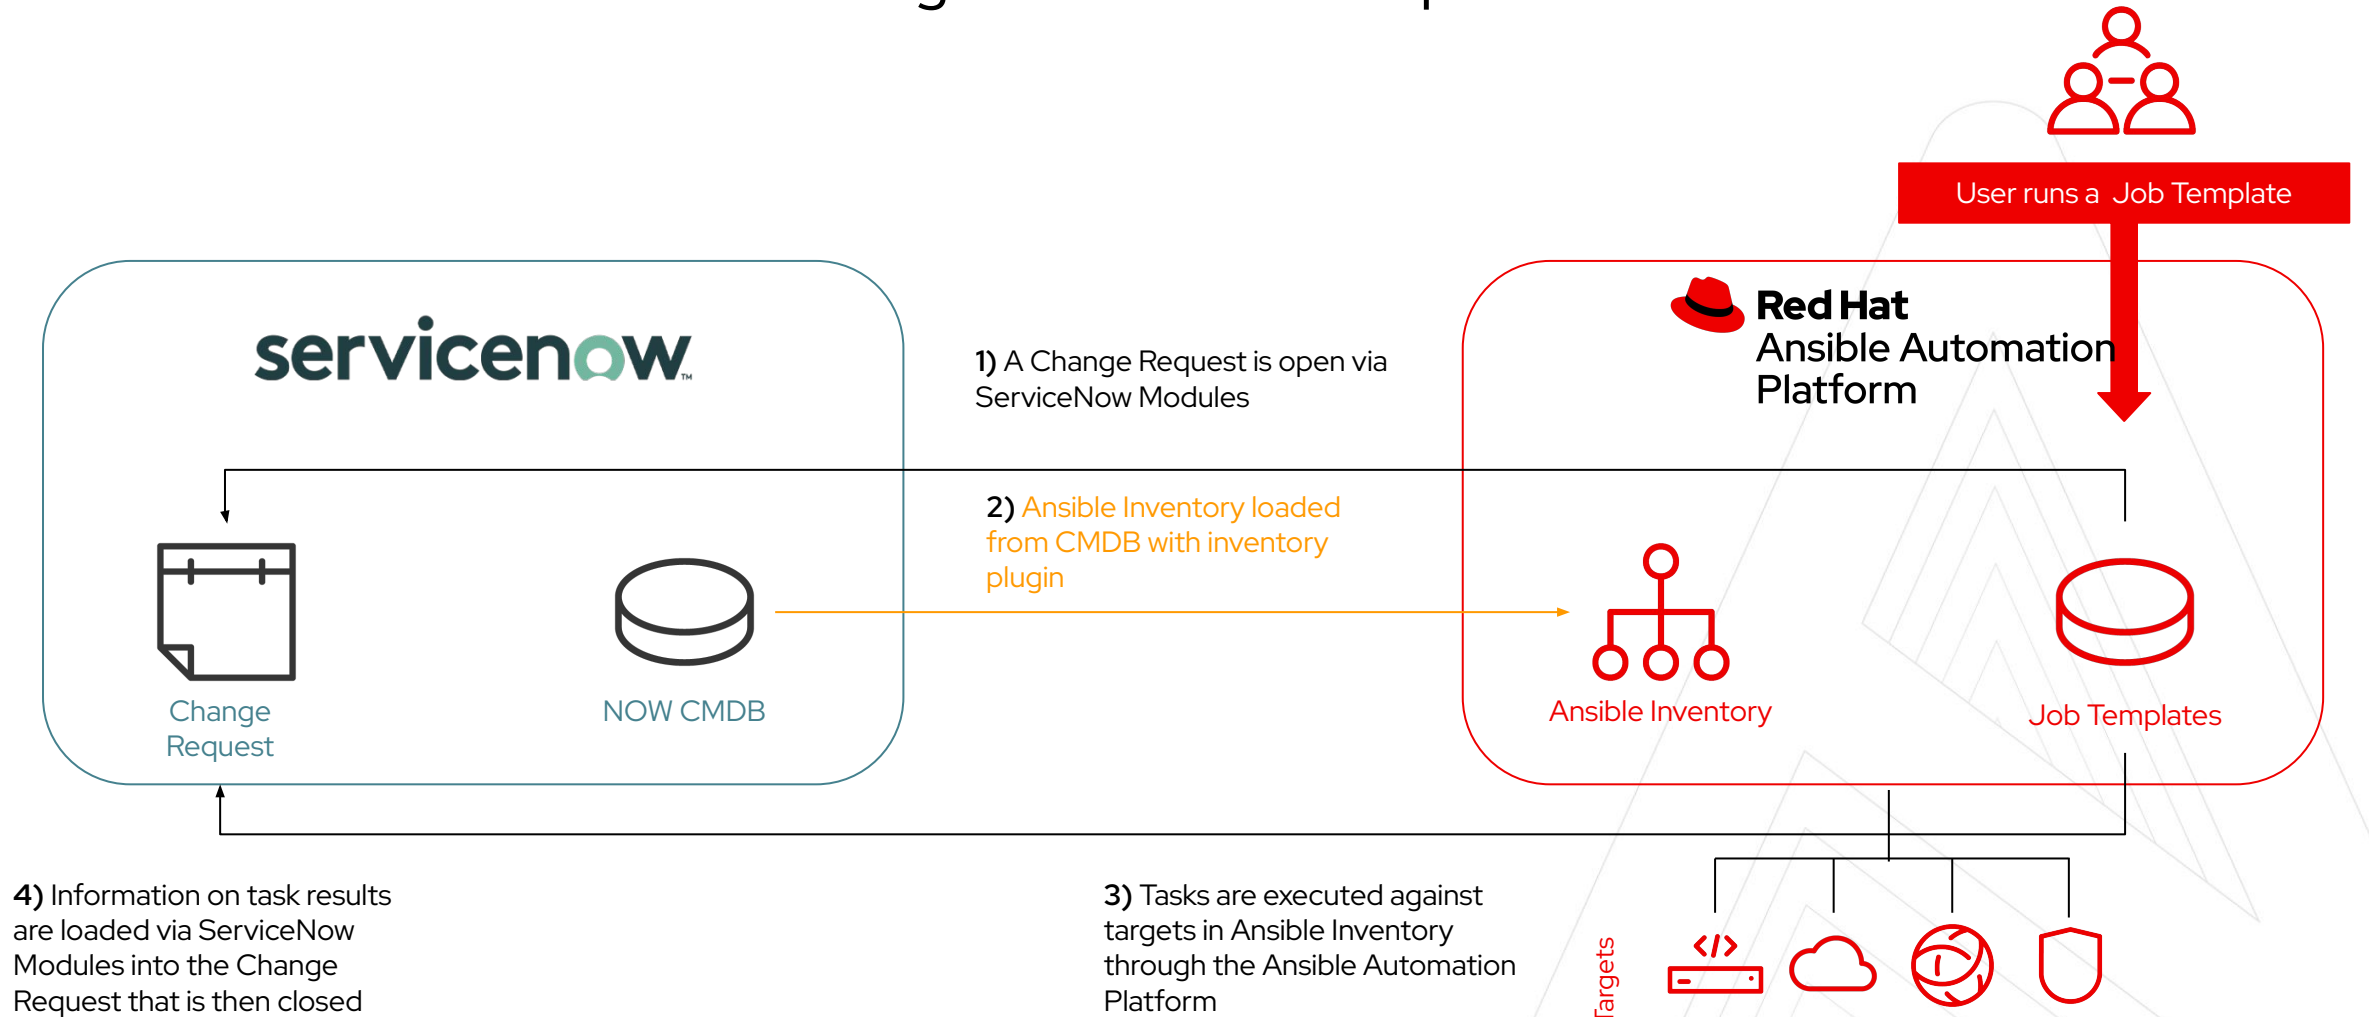 User runs a Job Template
servicenow
TM
Red Hat
Ansible Automation
Platform
1) A Change Request is open via
ServiceNow Modules
2) Ansible Inventory loaded
from CMDB with inventory
plugin
Change
Request
NOW CMDB
Ansible Inventory
Job Templates
4) Information on task results
are loaded via ServiceNow
Modules into the Change
Request that is then closed
3) Tasks are executed against
targets in Ansible Inventory
through the Ansible Automation
Platform
</>
Targets